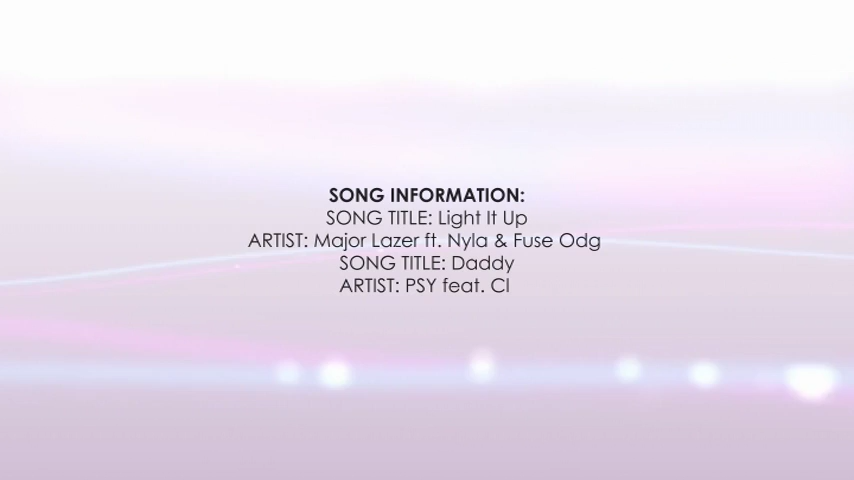 SONG INFORMATION:
SONG TITLE: Light It Up
ARTIST: Major Lazer ft. Nyla & Fuse Odg
SONG TITLE: Daddy
ARTIST: PSY feat. Cl